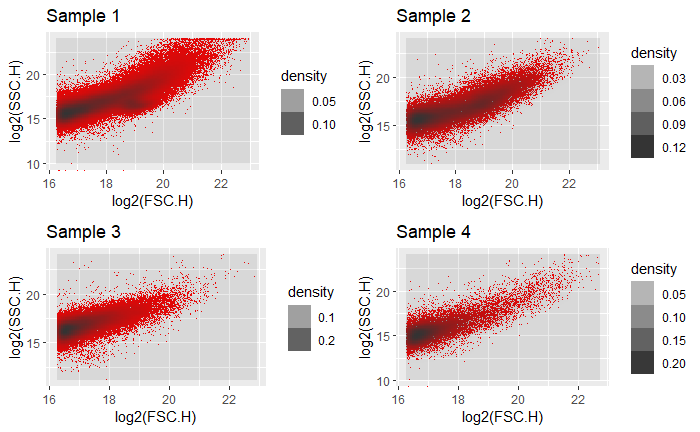 Sample 1
log2(SSC.H)
20
15
10
16
18
20
22
log2(FSC.H)
density
0.05
0.10
Sample 2
log2(SSC.H)
20
15
16
18
20
22
log2(FSC.H)
density
0.03
0.06
0.09
0.12
Sample 3
log2(SSC.H)
20
15
16
18
20
22
log2(FSC.H)
density
0.1
0.2
Sample 4
log2(SSC.H)
20
15
10
16
18
20
22
log2(FSC.H)
density
0.05
0.10
0.15
0.20